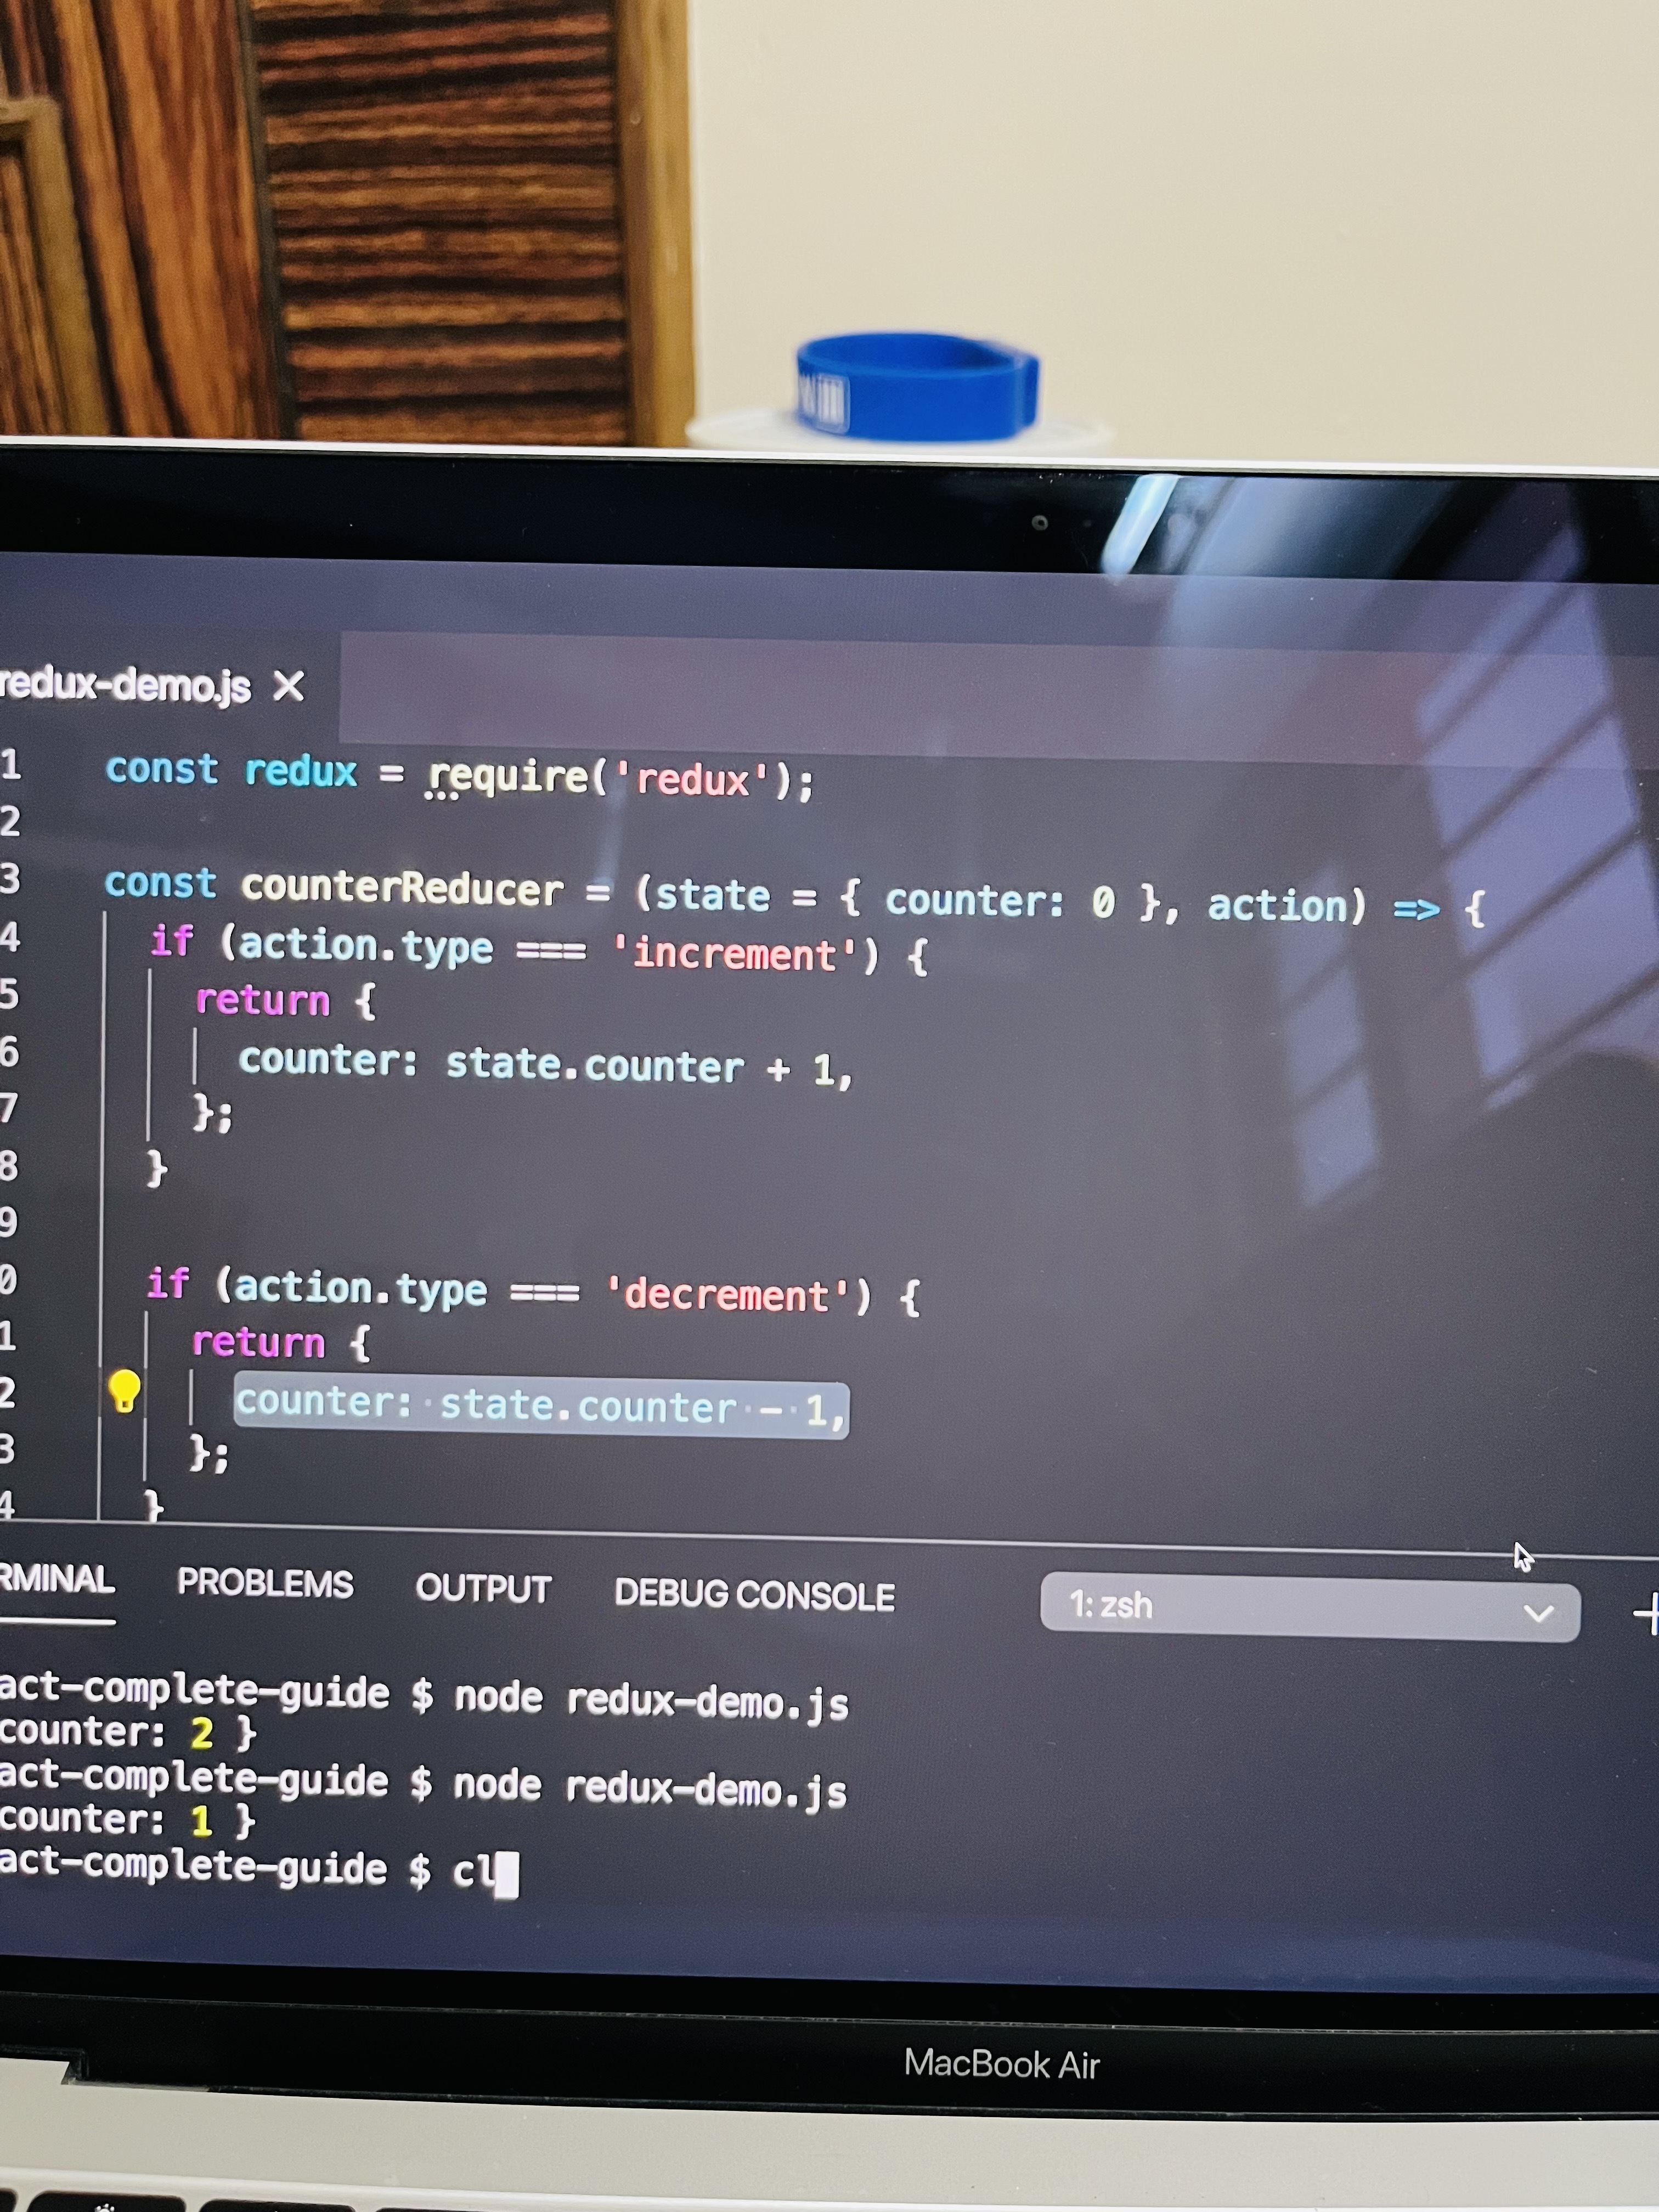 redux-demo.js ×
1 const redux = require('redux');
2
3 const counterReducer = (state = { counter: 0 }, action) => {
4 if (action.type === 'increment') {
5 return {
6 counter: state.counter + 1,
7 };
8 }
9
0 if (action.type === 'decrement') {
1 return {
2 counter: state.counter - 1,
3 };
4 }
RMINAL PROBLEMS OUTPUT DEBUG CONSOLE 1: zsh +
act-complete-guide $ node redux-demo.js
counter: 2 }
act-complete-guide $ node redux-demo.js
counter: 1 }
act-complete-guide $ cl
MacBook Air